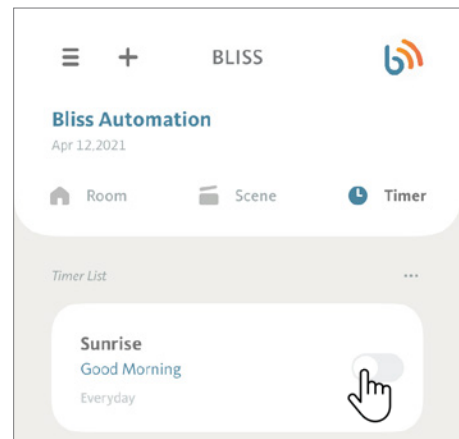 BLISS
Bliss Automation
Apr 12.2021
Room Scene Timer
Timer List
Sunrise
Good Morning
Everyday